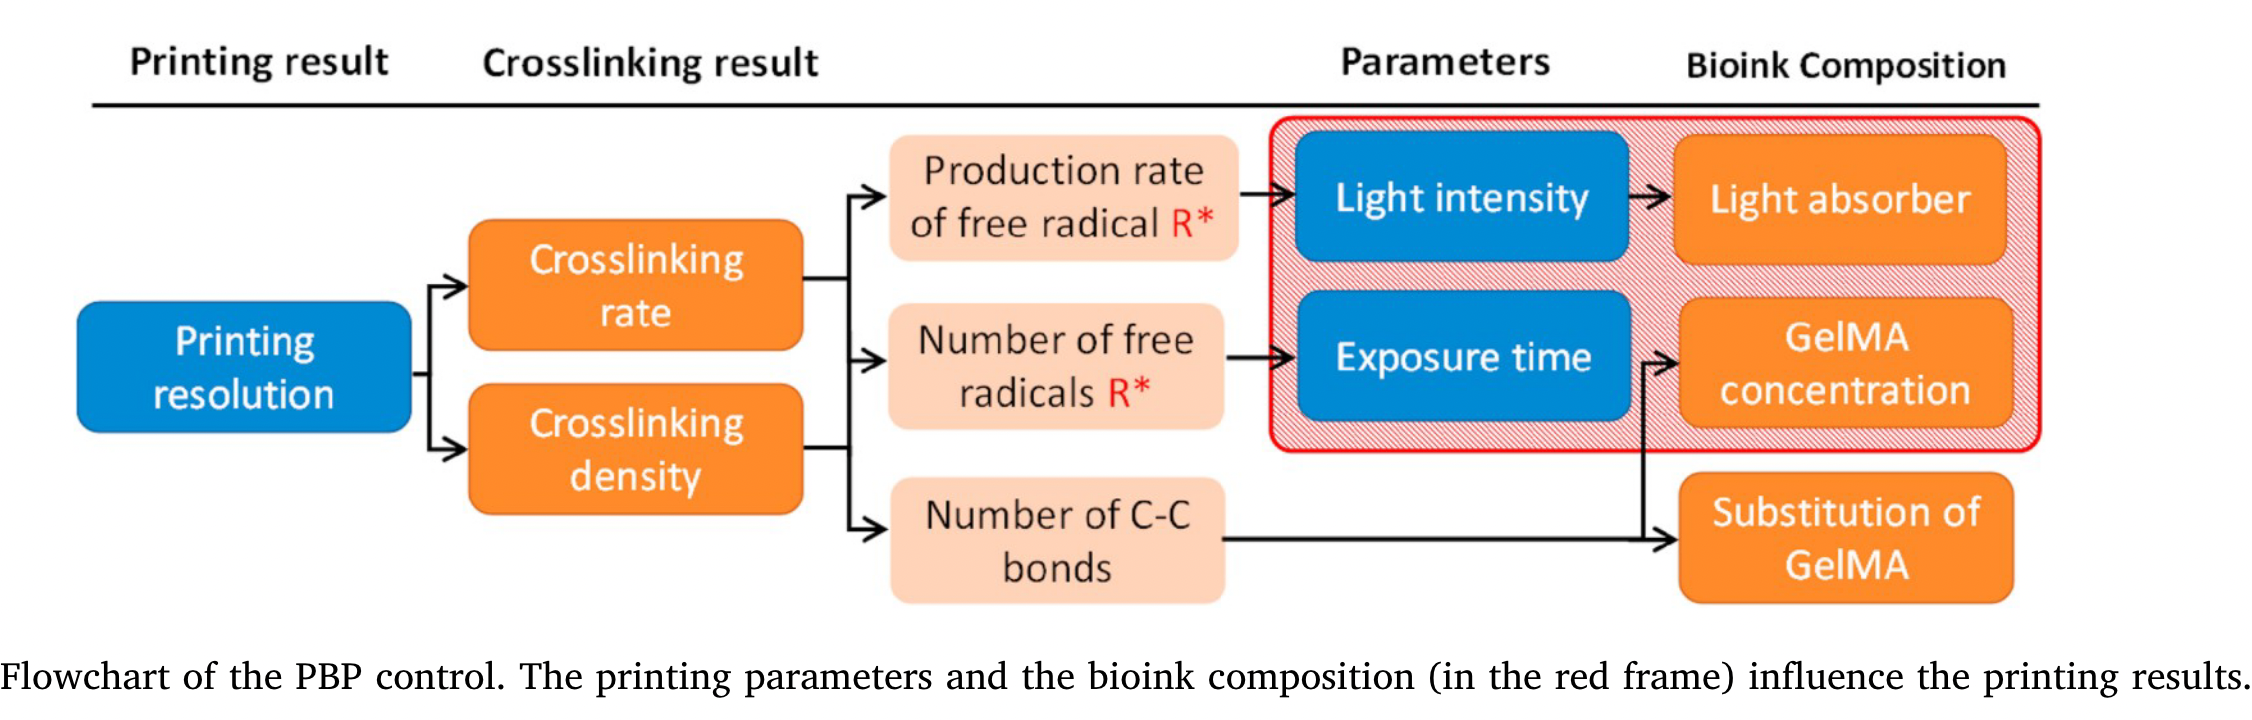 Printing result
Crosslinking result
Parameters
Bioink Composition
Printing
resolution
Crosslinking
rate
Crosslinking
density
Production rate
of free radical R*
Number of free
radicals R*
Number of C-C
bonds
Light intensity
Exposure time
Light absorber
GelMA
concentration
Substitution of
GelMA
Flowchart of the PBP control. The printing parameters and the bioink composition (in the red frame) influence the printing results.